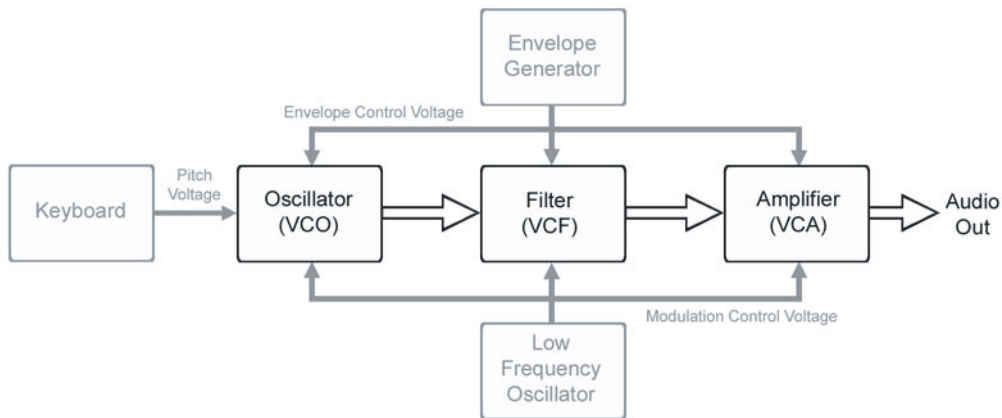 Envelope
Generator
Envelope Control Voltage
Keyboard
Pitch
Voltage
Oscillator
(VCO)
Filter
(VCF)
Amplifier
(VCA)
Audio
Out
Modulation Control Voltage
Low
Frequency
Oscillator